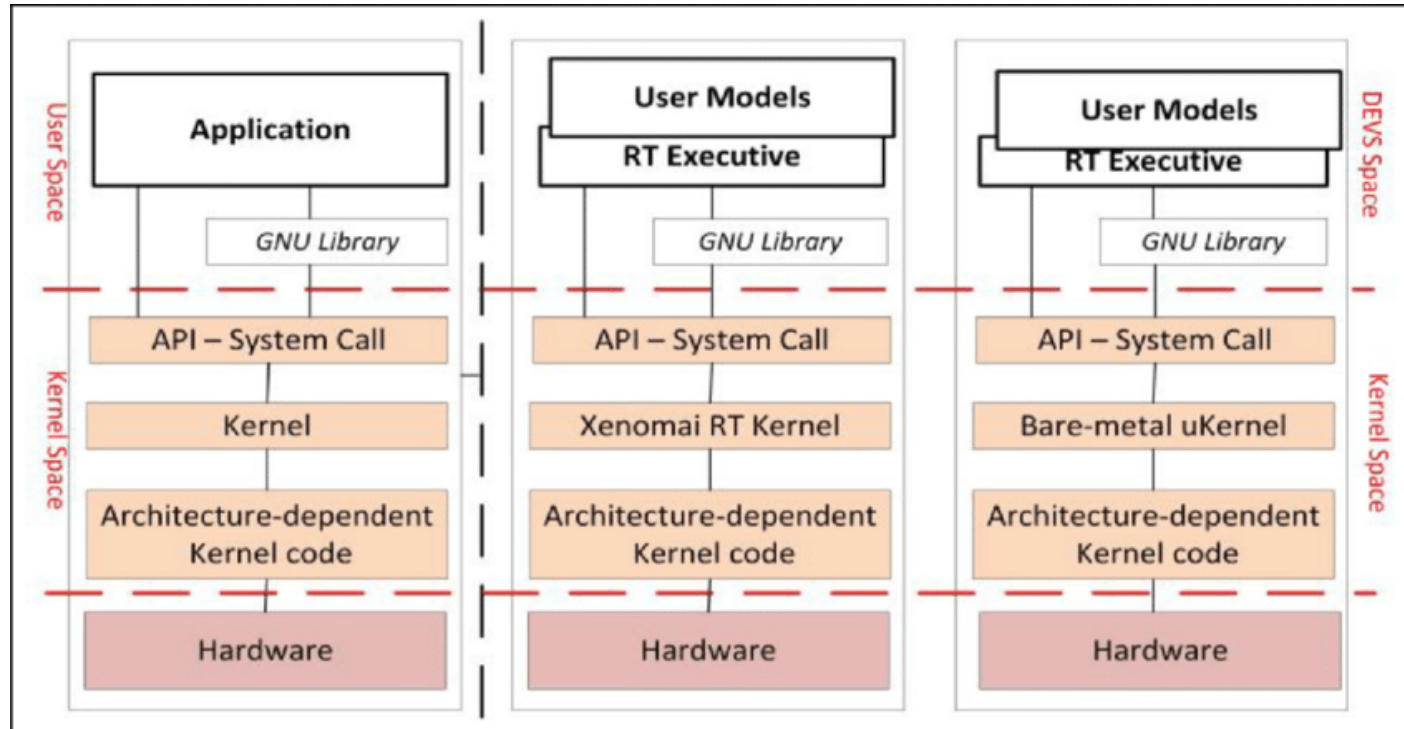 User Space
Application
GNU Library
Kernel Space
API – System Call
Kernel
Architecture-dependent
Kernel code
Hardware
User Models
RT Executive
GNU Library
API – System Call
Xenomai RT Kernel
Architecture-dependent
Kernel code
Hardware
User Models
RT Executive
GNU Library
API – System Call
Bare-metal uKernel
Architecture-dependent
Kernel code
Hardware
DEVS Space
Kernel Space